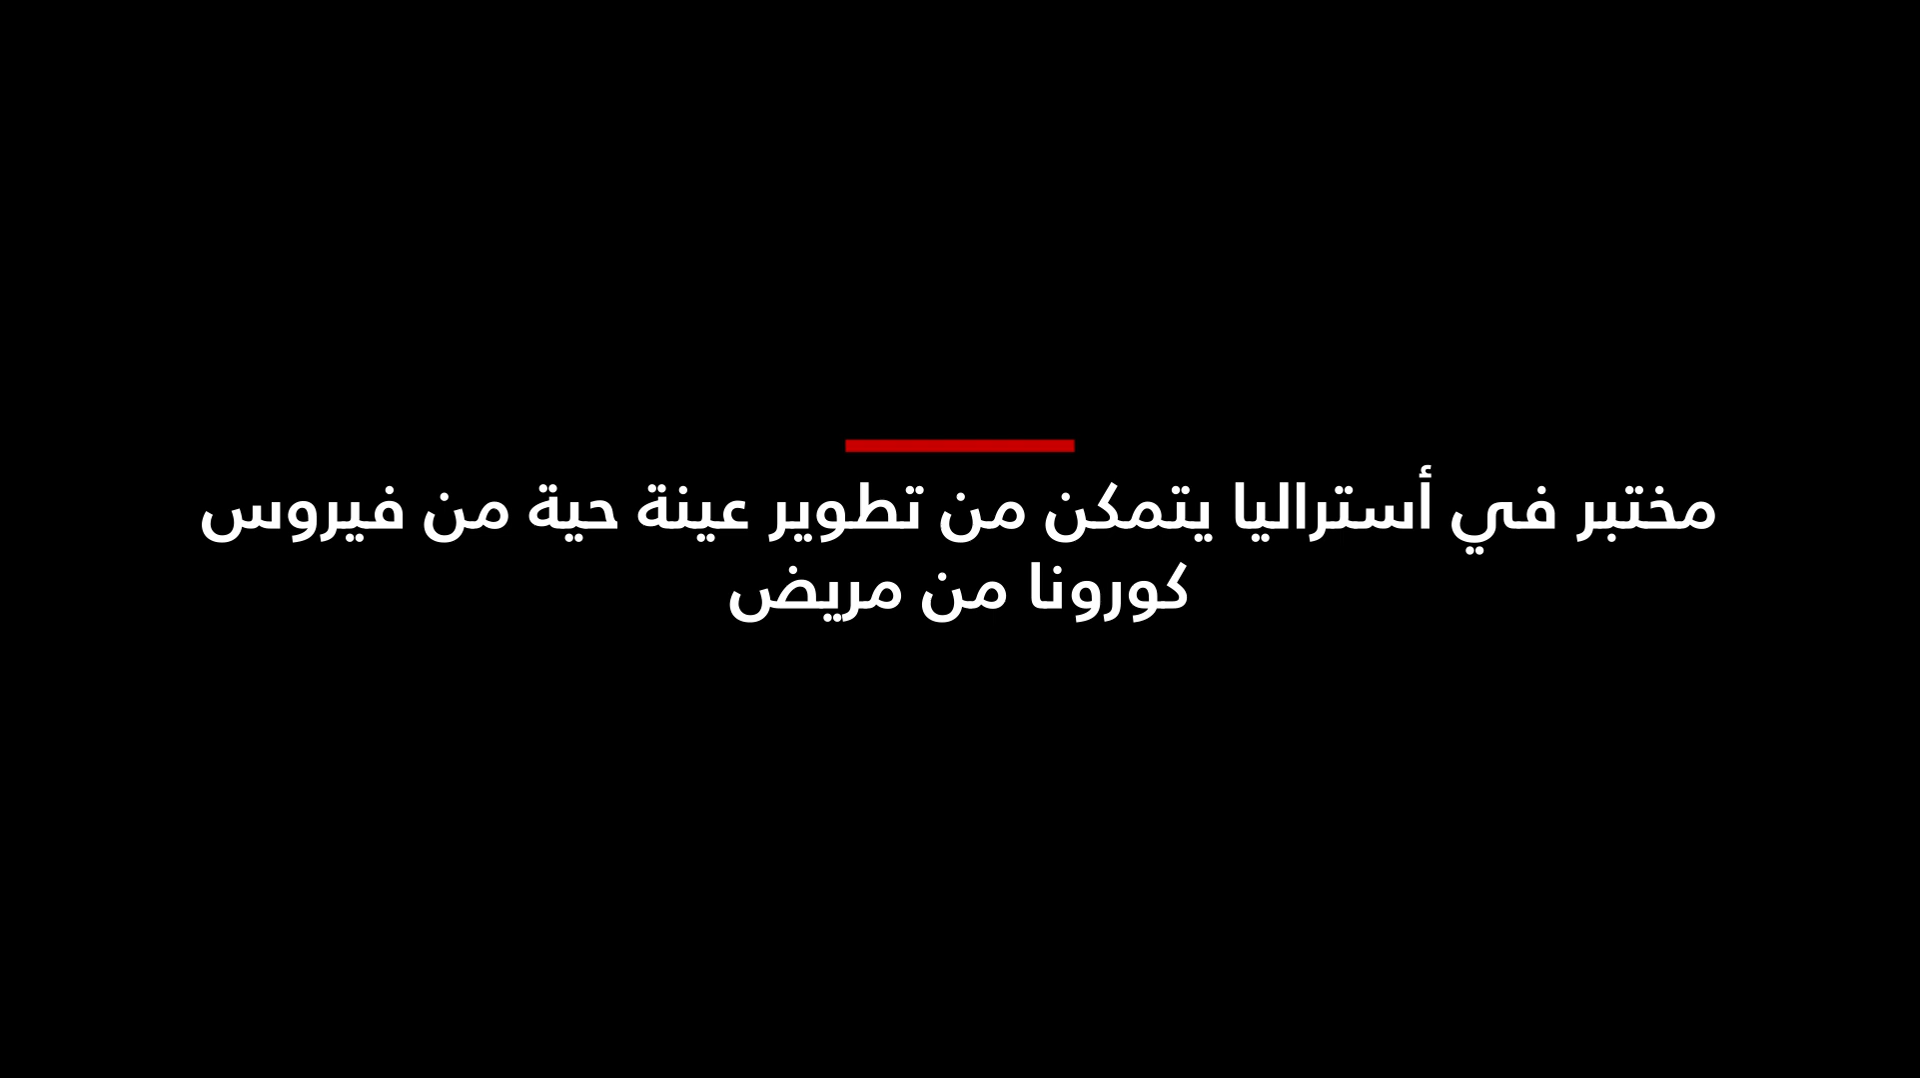 مختبر في أستراليا يتمكن من تطوير عينة حية من فيروس
كورونا من مريض